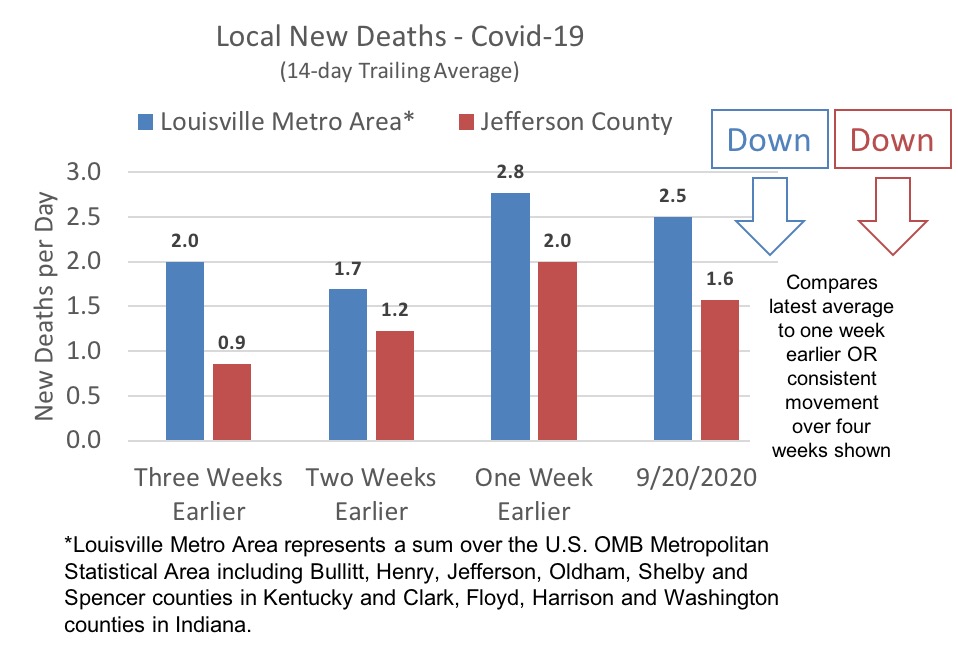 Local New Deaths - Covid-19
(14-day Trailing Average)
Louisville Metro Area*
Jefferson County
Down
Down
New Deaths per Day
3.0
2.5
2.0
1.5
1.0
0.5
0.0
2.0
0.9
1.7
1.2
2.8
2.0
2.5
1.6
Three Weeks
Earlier
Two Weeks
Earlier
One Week
Earlier
9/20/2020
Compares
latest average
to one week
earlier OR
consistent
movement
over four
weeks shown
*Louisville Metro Area represents a sum over the U.S. OMB Metropolitan
Statistical Area including Bullitt, Henry, Jefferson, Oldham, Shelby and
Spencer counties in Kentucky and Clark, Floyd, Harrison and Washington
counties in Indiana.